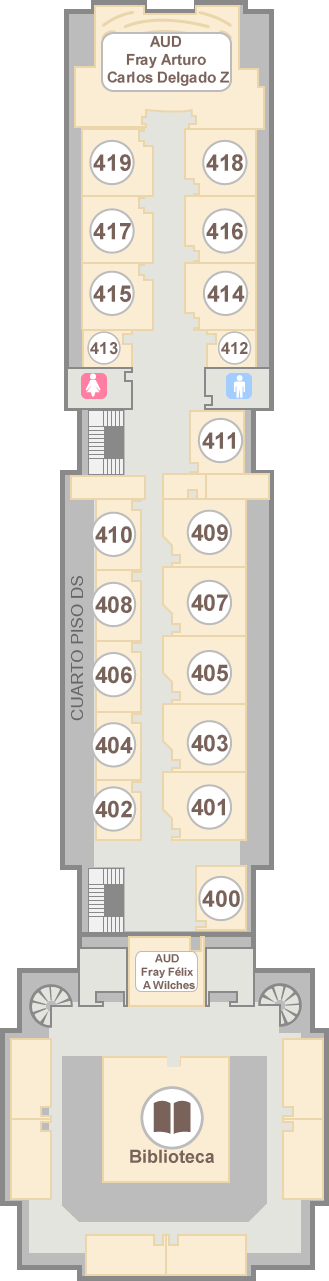 AUD
Fray Arturo
Carlos Delgado Z
419
418
417
416
415
414
413
412
411
410
409
408
407
CUARTO PISO DS
406
405
404
403
402
401
400
AUD
Fray Félix
A Wilches
Biblioteca